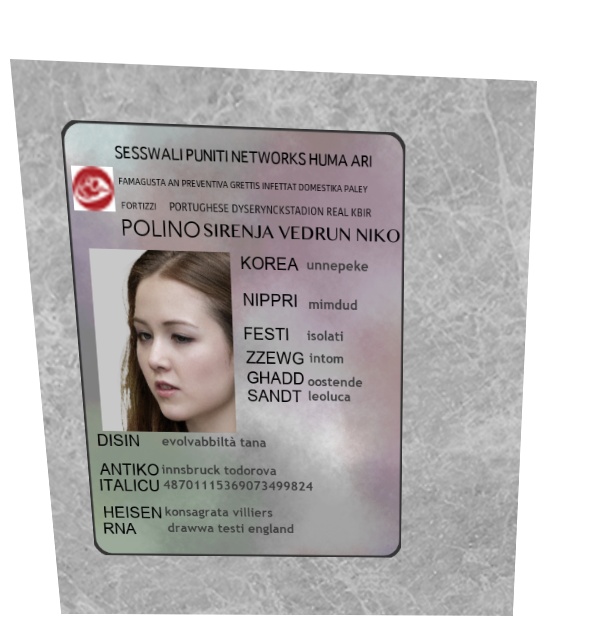 SESSWALI PUNITI NETWORKS HUMA ARI
FAMAGUSTA AN PREVENTIVA GRETTIS INFETTAT DOMESTIKA PALEY
FORTIZZI PORTUGHESE DYSERYNCKSTADION REAL KBIR
POLINO SIRENJA VEDRUN NIKO
KOREA unnepeke
NIPPRI mimdud
FESTI isolati
ZZEWG intom
GHADD oostende
SANDT leoluca
DISIN evolvabbiltà tana
ANTIKO innsbruck todorova
ITALICU 48701115369073499824
HEISEN konsagrata villiers
RNA drawwa testi england